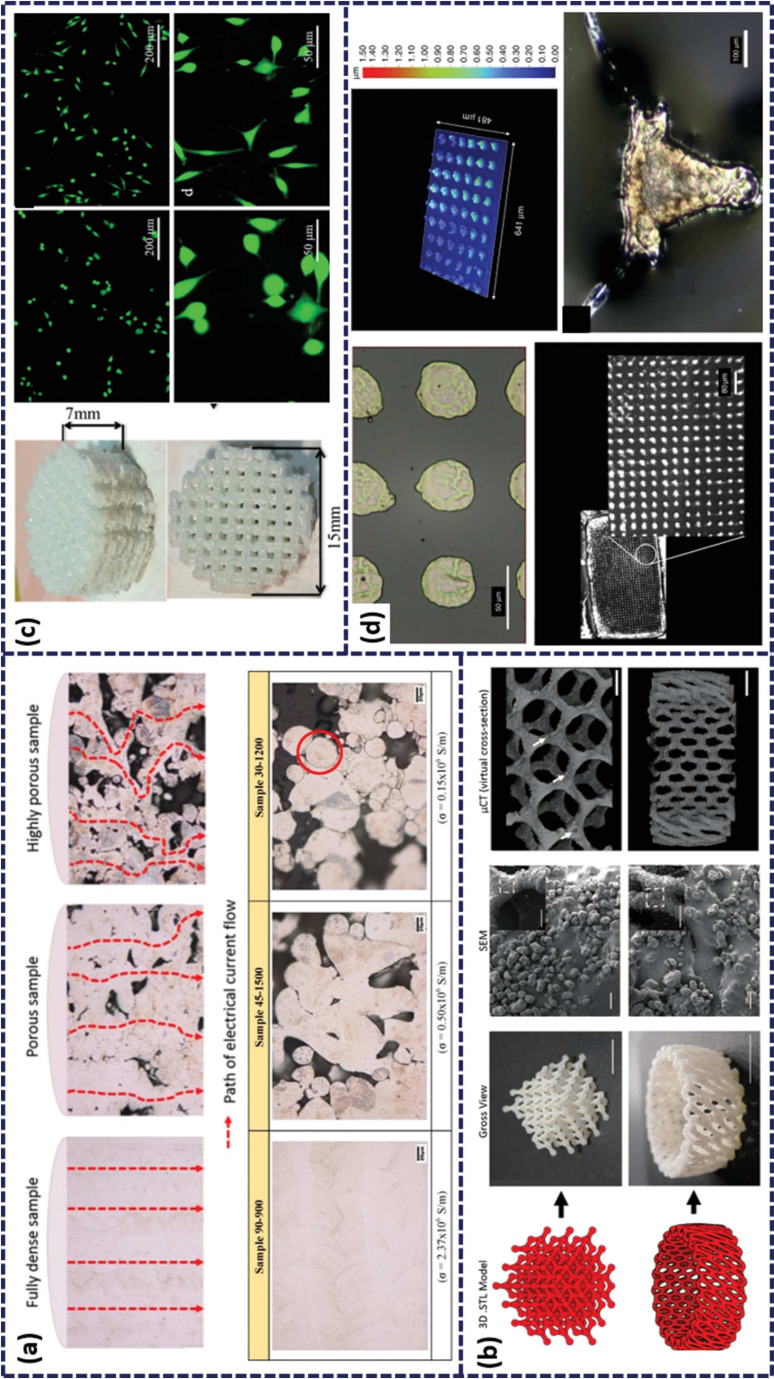 (a)
Fully dense sample
Porous sample
Highly porous sample
Path of electrical current flow
Sample 90-900
Sample 45-1500
Sample 30-1200
(σ = 2.37x10⁶ S/m)
(σ = 0.50x10⁶ S/m)
(σ = 0.15x10⁶ S/m)
(b)
3D .STL Model
Gross View
SEM
µCT (virtual cross-section)
(c)
7mm
15mm
200 µm
200 µm
50 µm
d
50 µm
(d)
50 µm
481 µm
641 µm
µm
1.50
1.40
1.30
1.20
1.10
1.00
0.90
0.80
0.70
0.60
0.50
0.40
0.30
0.20
0.10
0.00
80 µm
100 µm